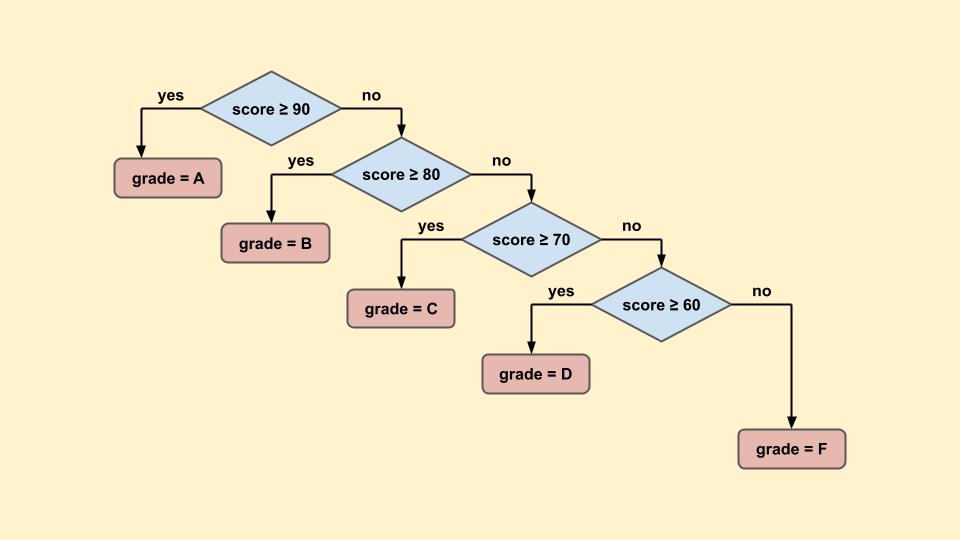 yes
score ≥ 90
no
grade = A
yes
score ≥ 80
no
grade = B
yes
score ≥ 70
no
grade = C
yes
score ≥ 60
no
grade = D
grade = F